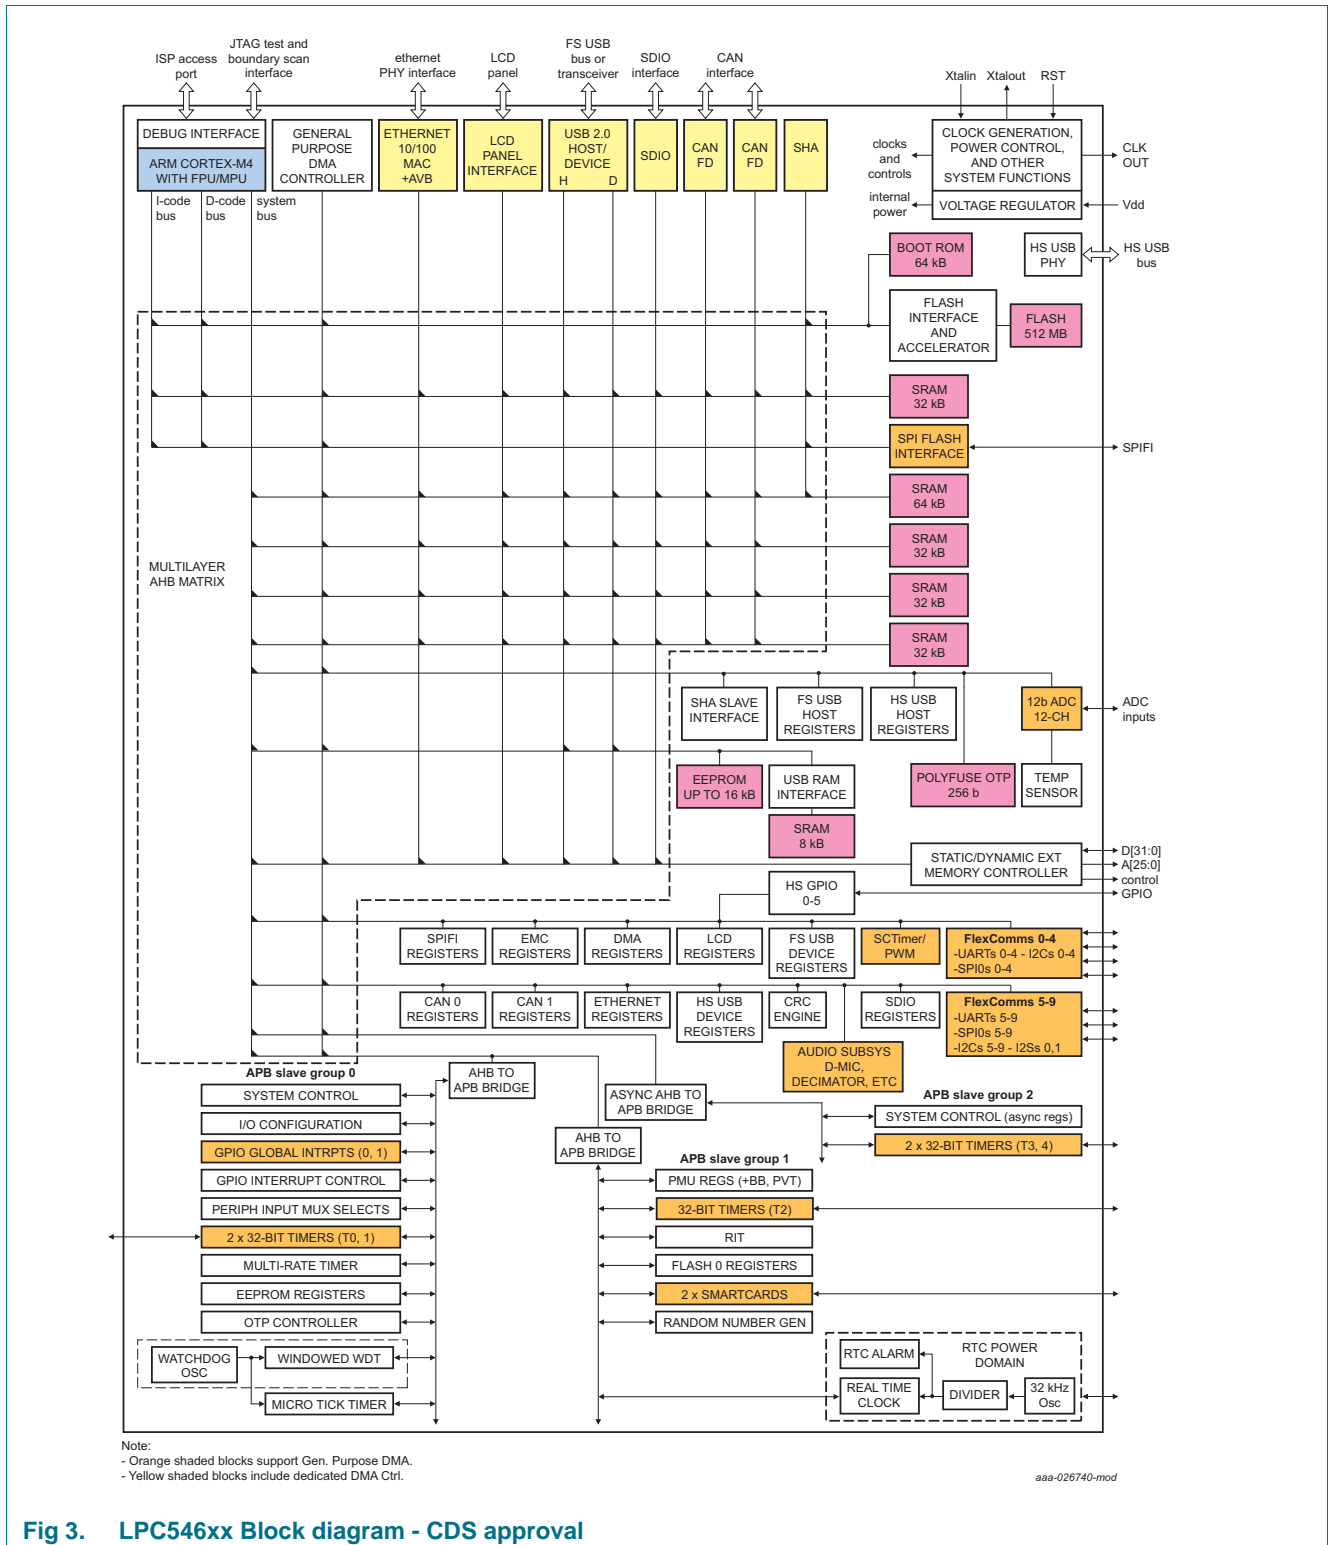 ISP access
port
JTAG test and
boundary scan
interface
ethernet
PHY interface
LCD
panel
FS USB
bus or
transceiver
SDIO
interface
CAN
interface
Xtalin
Xtalout
RST
DEBUG INTERFACE
ARM CORTEX-M4
WITH FPU/MPU
GENERAL
PURPOSE
DMA
CONTROLLER
ETHERNET
10/100
MAC
+AVB
LCD
PANEL
INTERFACE
USB 2.0
HOST/
DEVICE
H D
SDIO
CAN
FD
CAN
FD
SHA
clocks
and
controls
CLOCK GENERATION,
POWER CONTROL,
AND OTHER
SYSTEM FUNCTIONS
CLK
OUT
internal
power
VOLTAGE REGULATOR
Vdd
I-code
bus
D-code
bus
system
bus
BOOT ROM
64 kB
HS USB
PHY
HS USB
bus
FLASH
INTERFACE
AND
ACCELERATOR
FLASH
512 MB
SRAM
32 kB
SPI FLASH
INTERFACE
SPIFI
SRAM
64 kB
SRAM
32 kB
MULTILAYER
AHB MATRIX
SRAM
32 kB
SRAM
32 kB
SHA SLAVE
INTERFACE
FS USB
HOST
REGISTERS
HS USB
HOST
REGISTERS
12b ADC
12-CH
ADC
inputs
EEPROM
UP TO 16 kB
USB RAM
INTERFACE
POLYFUSE OTP
256 b
TEMP
SENSOR
SRAM
8 kB
STATIC/DYNAMIC EXT
MEMORY CONTROLLER
D[31:0]
A[25:0]
control
GPIO
HS GPIO
0-5
SPIFI
REGISTERS
EMC
REGISTERS
DMA
REGISTERS
LCD
REGISTERS
FS USB
DEVICE
REGISTERS
SCTimer/
PWM
FlexComms 0-4
-UARTs 0-4 - I2Cs 0-4
-SPI0s 0-4
CAN 0
REGISTERS
CAN 1
REGISTERS
ETHERNET
REGISTERS
HS USB
DEVICE
REGISTERS
CRC
ENGINE
SDIO
REGISTERS
FlexComms 5-9
-UARTs 5-9
-SPI0s 5-9
-I2Cs 5-9 - I2Ss 0,1
AUDIO SUBSYS
D-MIC,
DECIMATOR, ETC
APB slave group 0
AHB TO
APB BRIDGE
ASYNC AHB TO
APB BRIDGE
APB slave group 2
SYSTEM CONTROL
SYSTEM CONTROL (async regs)
I/O CONFIGURATION
AHB TO
APB BRIDGE
2 x 32-BIT TIMERS (T3, 4)
GPIO GLOBAL INTRPTS (0, 1)
APB slave group 1
GPIO INTERRUPT CONTROL
PMU REGS (+BB, PVT)
PERIPH INPUT MUX SELECTS
32-BIT TIMERS (T2)
2 x 32-BIT TIMERS (T0, 1)
RIT
MULTI-RATE TIMER
FLASH 0 REGISTERS
EEPROM REGISTERS
2 x SMARTCARDS
OTP CONTROLLER
RANDOM NUMBER GEN
WATCHDOG
OSC
WINDOWED WDT
MICRO TICK TIMER
RTC ALARM
RTC POWER
DOMAIN
REAL TIME
CLOCK
DIVIDER
32 kHz
Osc
Note:
- Orange shaded blocks support Gen. Purpose DMA.
- Yellow shaded blocks include dedicated DMA Ctrl.
aaa-026740-mod
Fig 3. LPC546xx Block diagram - CDS approval